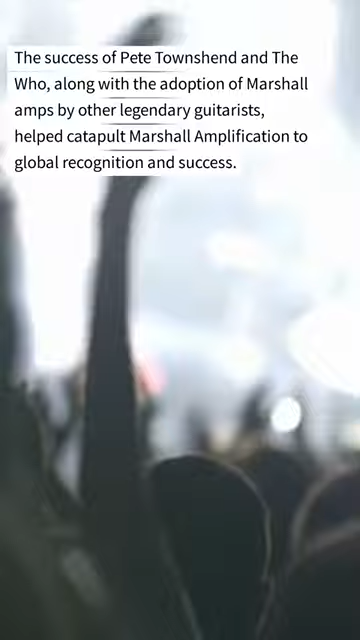 The success of Pete Townshend and The
Who, along with the adoption of Marshall
amps by other legendary guitarists,
helped catapult Marshall Amplification to
global recognition and success.